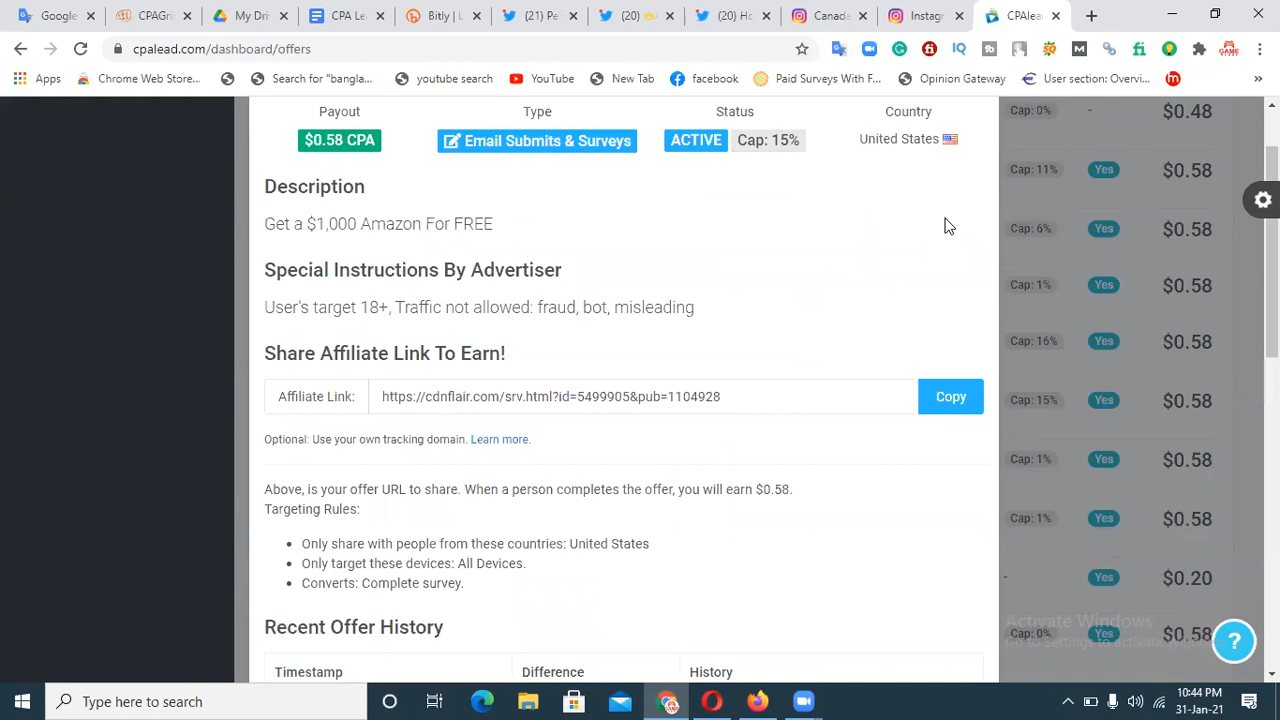 Google
CPAGri
My Dri
CPA Le
Bitly | L
(21) Pe
(20)
(20) H
Canada
Instagr
CPAlea
cpalead.com/dashboard/offers
Apps
Chrome Web Store...
Search for "bangla...
youtube search
YouTube
New Tab
facebook
Paid Surveys With F...
Opinion Gateway
User section: Overvi...
»
Payout Type Status Country
$0.58 CPA Email Submits & Surveys ACTIVE Cap: 15% United States
Description
Get a $1,000 Amazon For FREE
Special Instructions By Advertiser
User's target 18+, Traffic not allowed: fraud, bot, misleading
Share Affiliate Link To Earn!
Affiliate Link: https://cdnflair.com/srv.html?id=5499905&pub=1104928 Copy
Optional: Use your own tracking domain. Learn more.
Above, is your offer URL to share. When a person completes the offer, you will earn $0.58.
Targeting Rules:
• Only share with people from these countries: United States
• Only target these devices: All Devices.
• Converts: Complete survey.
Recent Offer History
Timestamp Difference History
Cap: 0% - $0.48
Cap: 11% Yes $0.58
Cap: 6% Yes $0.58
Cap: 1% Yes $0.58
Cap: 16% Yes $0.58
Cap: 15% Yes $0.58
Cap: 1% Yes $0.58
Cap: 1% Yes $0.58
- Yes $0.20
Cap: 0% Yes $0.58
Activate Windows
Go to Settings to activate
?
Type here to search
10:44 PM
31-Jan-21